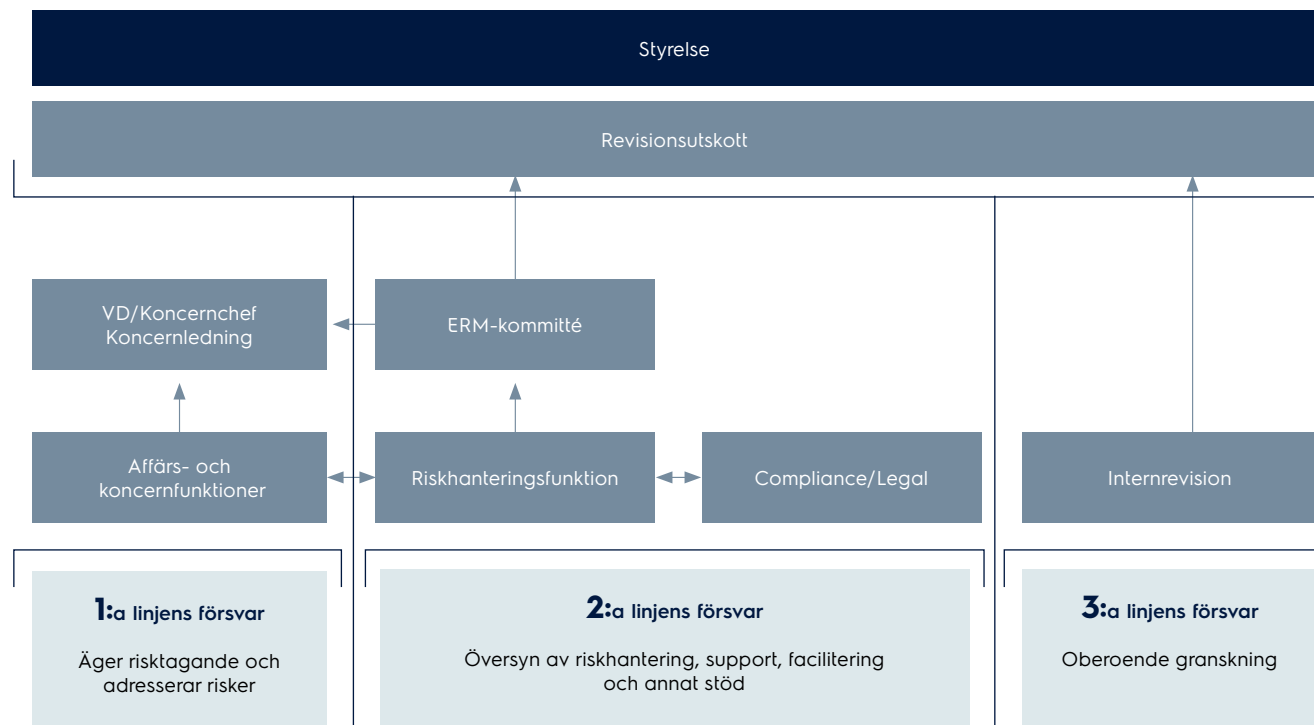 Styrelse
Revisionsutskott
VD/Koncernchef
Koncernledning
ERM-kommitté
Affärs- och
koncernfunktioner
Riskhanteringsfunktion
Compliance/Legal
Internrevision
1:a linjens försvar
Äger risktagande och
adresserar risker
2:a linjens försvar
Översyn av riskhantering, support, facilitering
och annat stöd
3:a linjens försvar
Oberoende granskning